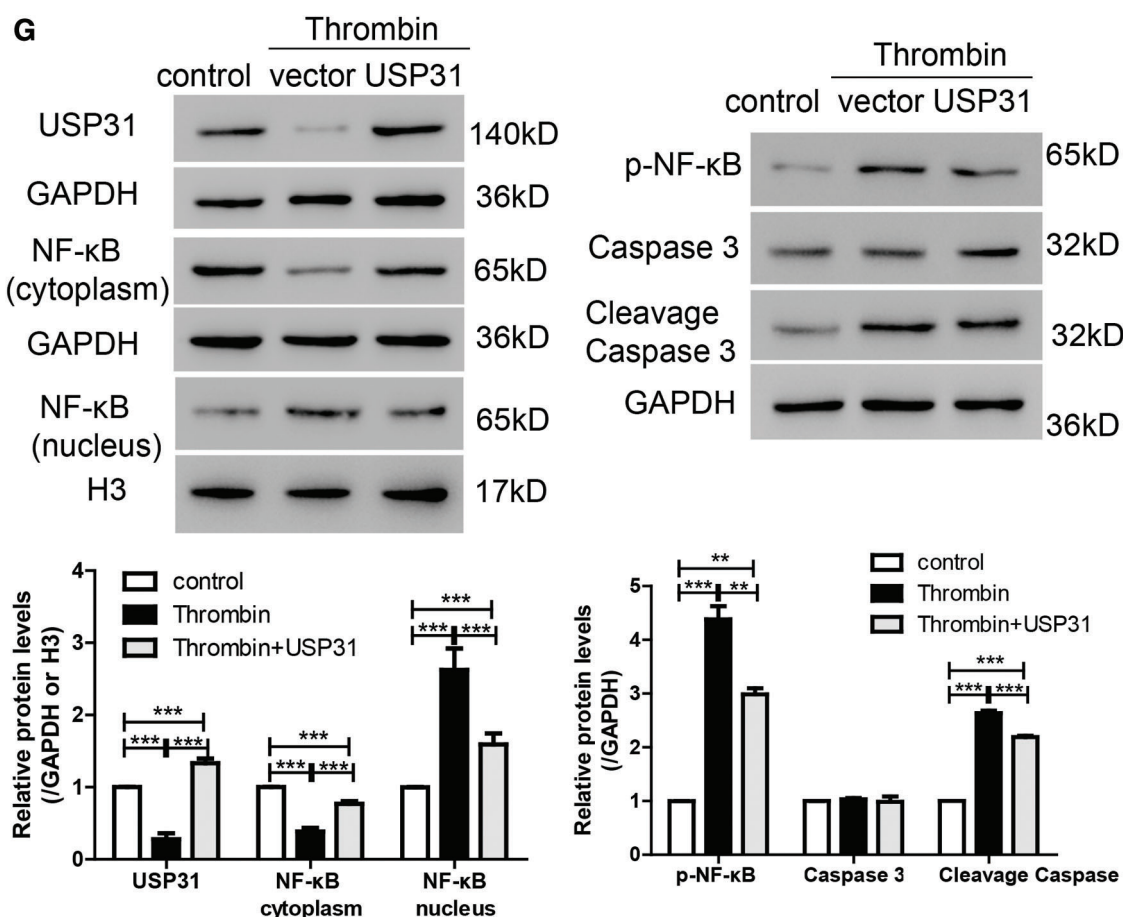 G
Thrombin
control vector USP31
USP31
140kD
GAPDH
36kD
NF-κB
(cytoplasm)
65kD
GAPDH
36kD
NF-κB
(nucleus)
65kD
H3
17kD
Thrombin
control vector USP31
p-NF-κB
65kD
Caspase 3
32kD
Cleavage
Caspase 3
32kD
GAPDH
36kD
Relative protein levels
(/GAPDH or H3)
4
3
2
1
0
control
Thrombin
Thrombin+USP31
***
*** ***
***
*** ***
***
*** ***
USP31
NF-κB
cytoplasm
NF-κB
nucleus
Relative protein levels
(/GAPDH)
5
4
3
2
1
0
control
Thrombin
Thrombin+USP31
**
*** **
***
*** ***
p-NF-κB
Caspase 3
Cleavage Caspase